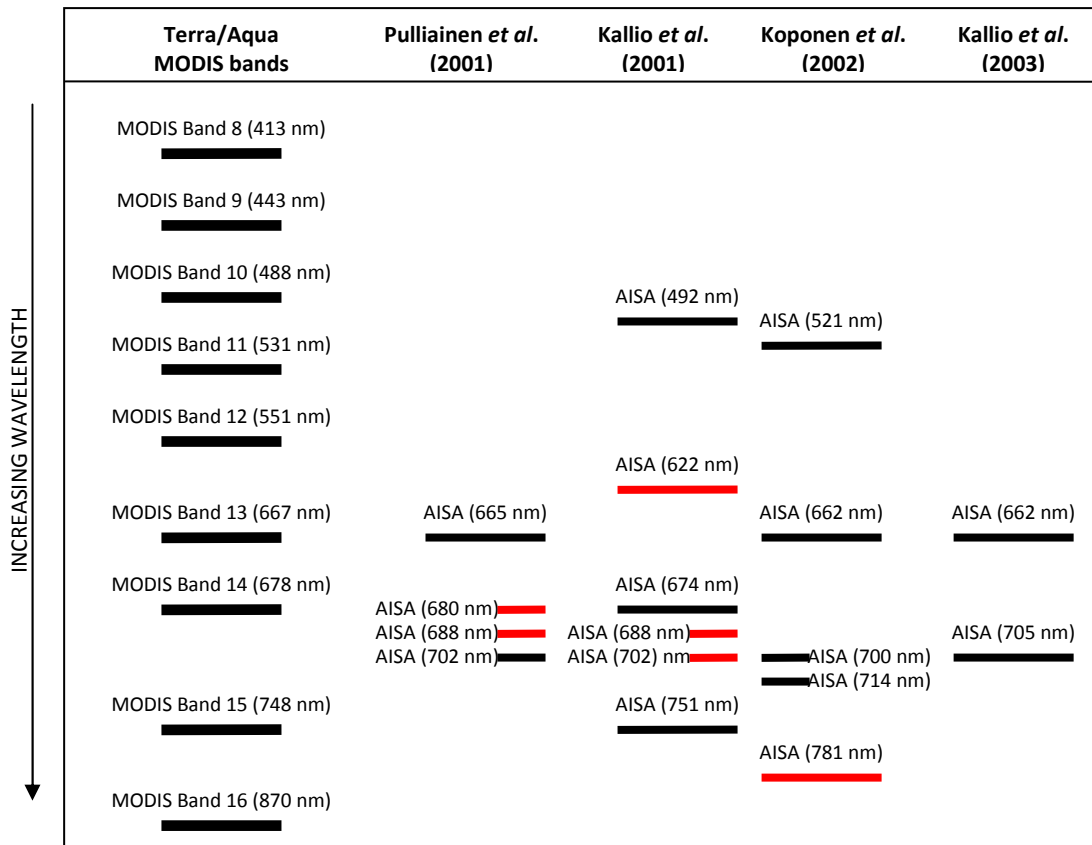 Terra/Aqua
MODIS bands
Pulliainen et al.
(2001)
Kallio et al.
(2001)
Koponen et al.
(2002)
Kallio et al.
(2003)
INCREASING WAVELENGTH
MODIS Band 8 (413 nm)
MODIS Band 9 (443 nm)
MODIS Band 10 (488 nm)
AISA (492 nm)
AISA (521 nm)
MODIS Band 11 (531 nm)
MODIS Band 12 (551 nm)
AISA (622 nm)
MODIS Band 13 (667 nm)
AISA (665 nm)
AISA (662 nm)
AISA (662 nm)
MODIS Band 14 (678 nm)
AISA (674 nm)
AISA (680 nm)
AISA (688 nm)
AISA (688 nm)
AISA (705 nm)
AISA (702 nm)
AISA (702) nm
AISA (700 nm)
AISA (714 nm)
MODIS Band 15 (748 nm)
AISA (751 nm)
AISA (781 nm)
MODIS Band 16 (870 nm)